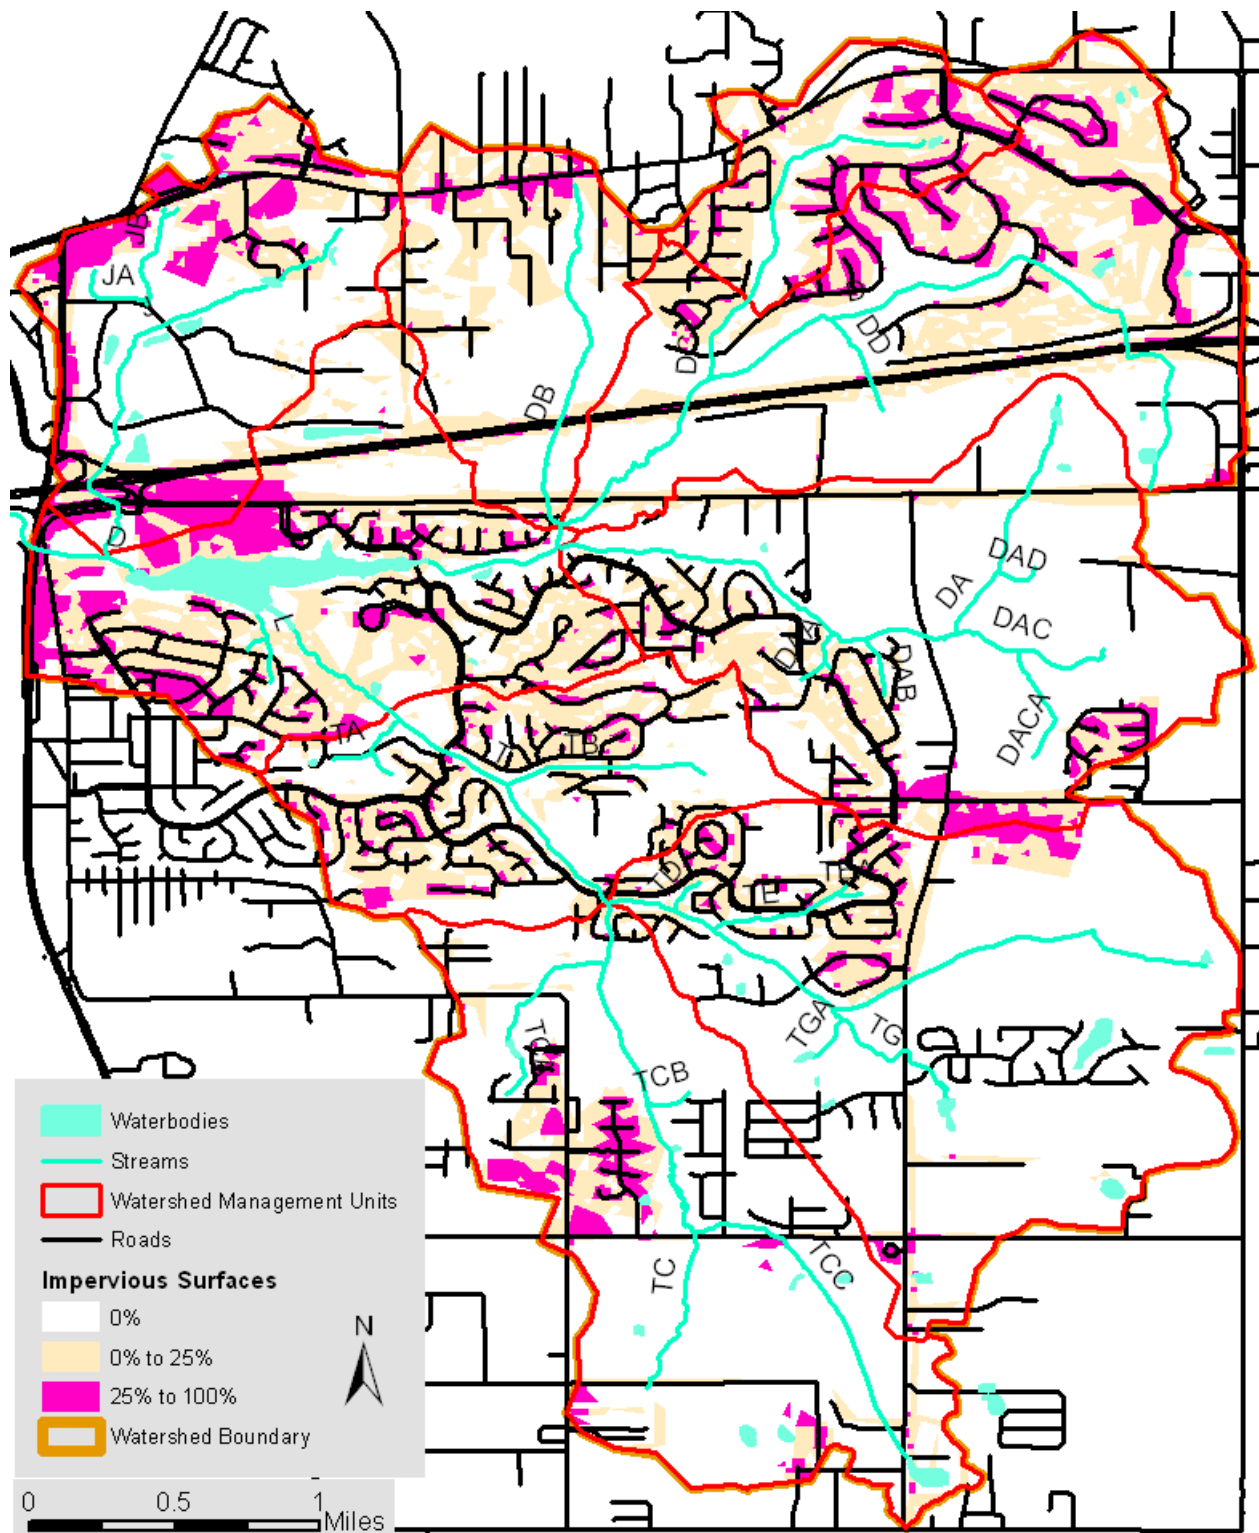 JB
JA
J
D
DD
DC
DB
D
DAD
DA
DAC
L
DAA
DAB
DACA
TA
T
TB
TD
TE
TEA
TGA
TG
TCB
TCC
TC
Waterbodies
Streams
Watershed Management Units
Roads
Impervious Surfaces
0%
0% to 25%
25% to 100%
Watershed Boundary
N
0 0.5 1
Miles